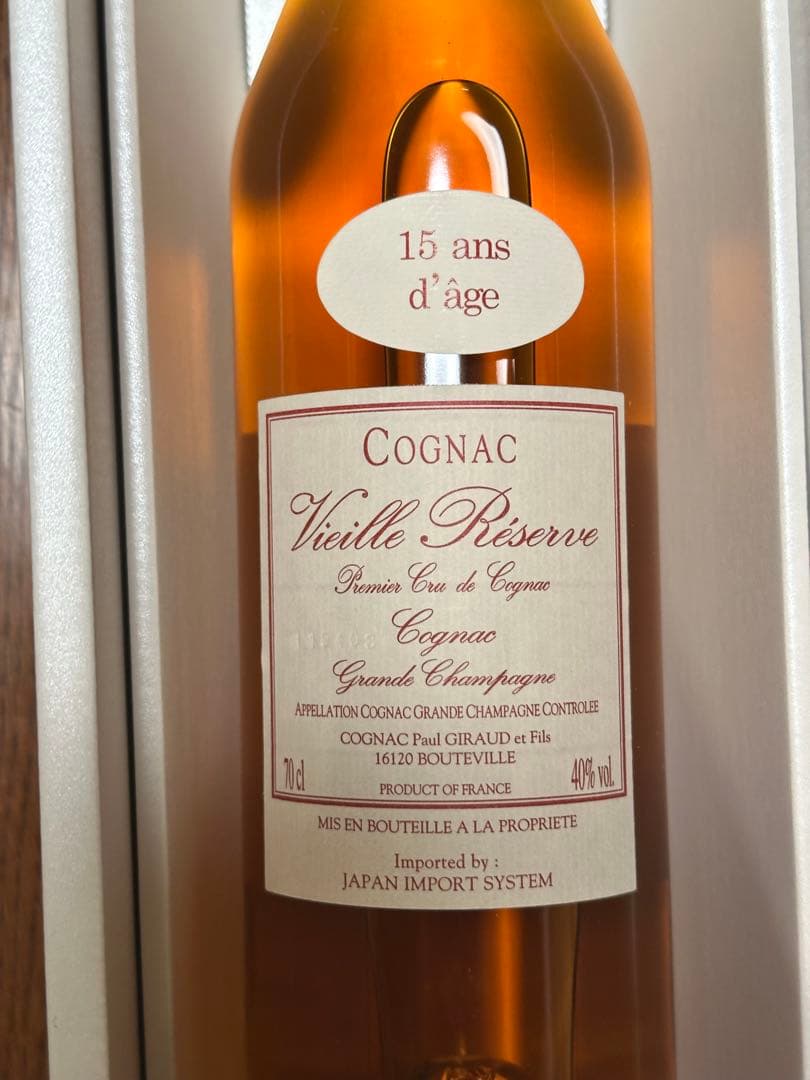 15 ans
d'âge
COGNAC
Vieille Réserve
Premier Cru de Cognac
Cognac
Grande Champagne
APPELLATION COGNAC GRANDE CHAMPAGNE CONTROLEE
COGNAC Paul GIRAUD et Fils
16120 BOUTEVILLE
70 cl
PRODUCT OF FRANCE
40% vol.
MIS EN BOUTEILLE A LA PROPRIETE
Imported by :
JAPAN IMPORT SYSTEM